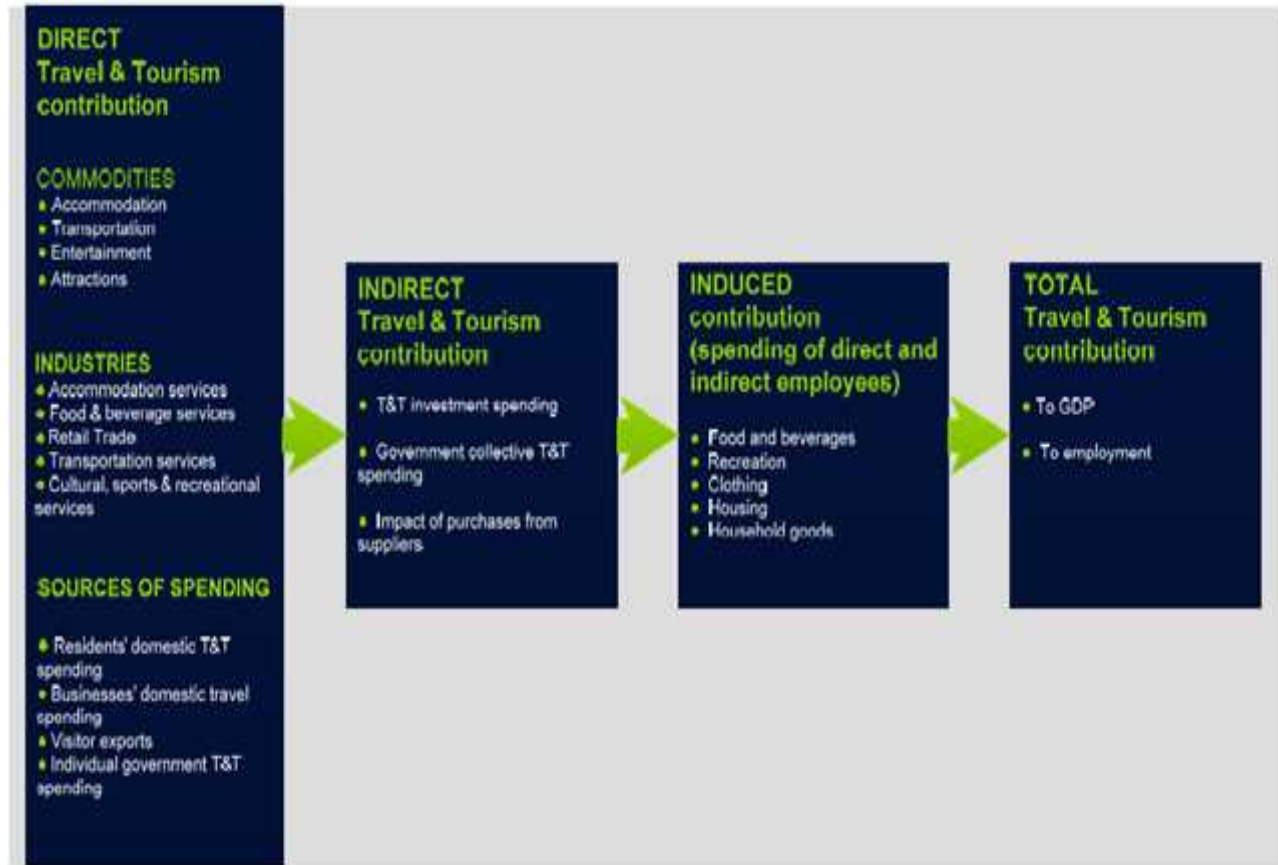 DIRECT
Travel & Tourism
contribution
COMMODITIES
• Accommodation
• Transportation
• Entertainment
• Attractions
INDUSTRIES
• Accommodation services
• Food & beverage services
• Retail Trade
• Transportation services
• Cultural, sports & recreational
services
SOURCES OF SPENDING
• Residents' domestic T&T
spending
• Businesses' domestic travel
spending
• Visitor exports
• Individual government T&T
spending
INDIRECT
Travel & Tourism
contribution
• T&T investment spending
• Government collective T&T
spending
• Impact of purchases from
suppliers
INDUCED
contribution
(spending of direct and
indirect employees)
• Food and beverages
• Recreation
• Clothing
• Housing
• Household goods
TOTAL
Travel & Tourism
contribution
• To GDP
• To employment